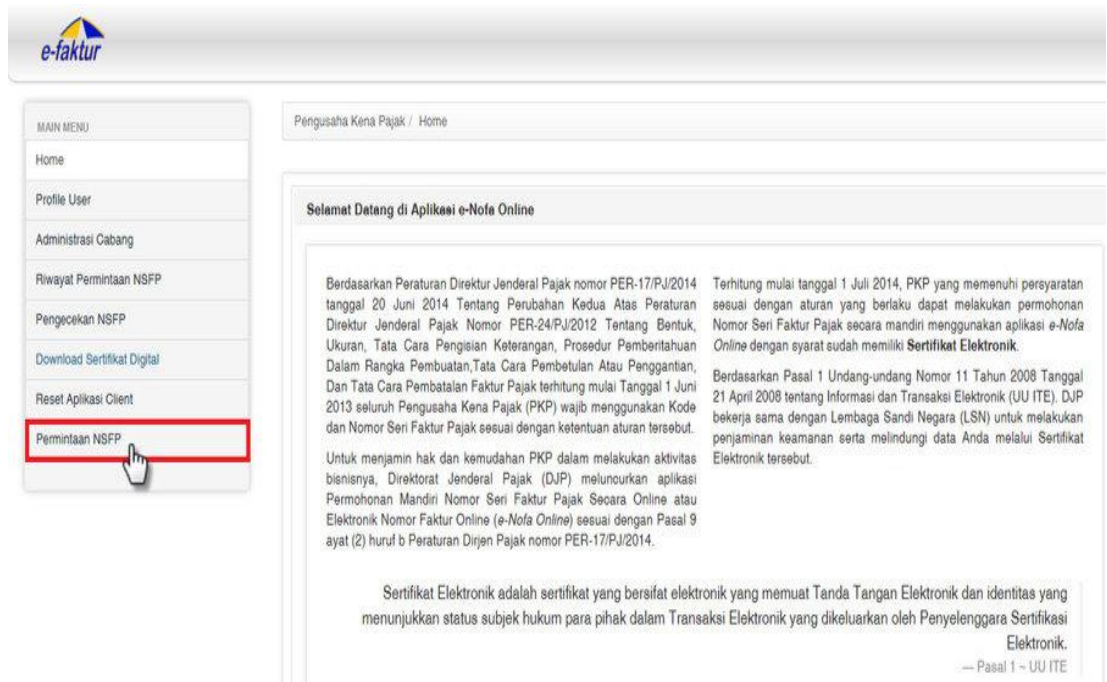 e-faktur
MAIN MENU
Home
Profile User
Administrasi Cabang
Riwayat Permintaan NSFP
Pengecekan NSFP
Download Sertifikat Digital
Reset Aplikasi Client
Permintaan NSFP
Pengusaha Kena Pajak / Home
Selamat Datang di Aplikasi e-Nofa Online
Berdasarkan Peraturan Direktur Jenderal Pajak nomor PER-17/PJ/2014
tanggal 20 Juni 2014 Tentang Perubahan Kedua Atas Peraturan
Direktur Jenderal Pajak Nomor PER-24/PJ/2012 Tentang Bentuk,
Ukuran, Tata Cara Pengisian Keterangan, Prosedur Pemberitahuan
Dalam Rangka Pembuatan,Tata Cara Pembetulan Atau Penggantian,
Dan Tata Cara Pembatalan Faktur Pajak terhitung mulai Tanggal 1 Juni
2013 seluruh Pengusaha Kena Pajak (PKP) wajib menggunakan Kode
dan Nomor Seri Faktur Pajak sesuai dengan ketentuan aturan tersebut.
Untuk menjamin hak dan kemudahan PKP dalam melakukan aktivitas
bisnisnya, Direktorat Jenderal Pajak (DJP) meluncurkan aplikasi
Permohonan Mandiri Nomor Seri Faktur Pajak Secara Online atau
Elektronik Nomor Faktur Online (e-Nofa Online) sesuai dengan Pasal 9
ayat (2) huruf b Peraturan Dirjen Pajak nomor PER-17/PJ/2014.
Terhitung mulai tanggal 1 Juli 2014, PKP yang memenuhi persyaratan
sesuai dengan aturan yang berlaku dapat melakukan permohonan
Nomor Seri Faktur Pajak secara mandiri menggunakan aplikasi e-Nofa
Online dengan syarat sudah memiliki Sertifikat Elektronik.
Berdasarkan Pasal 1 Undang-undang Nomor 11 Tahun 2008 Tanggal
21 April 2008 tentang Informasi dan Transaksi Elektronik (UU ITE). DJP
bekerja sama dengan Lembaga Sandi Negara (LSN) untuk melakukan
penjaminan keamanan serta melindungi data Anda melalui Sertifikat
Elektronik tersebut.
Sertifikat Elektronik adalah sertifikat yang bersifat elektronik yang memuat Tanda Tangan Elektronik dan identitas yang
menunjukkan status subjek hukum para pihak dalam Transaksi Elektronik yang dikeluarkan oleh Penyelenggara Sertifikasi
Elektronik.
— Pasal 1 ~ UU ITE